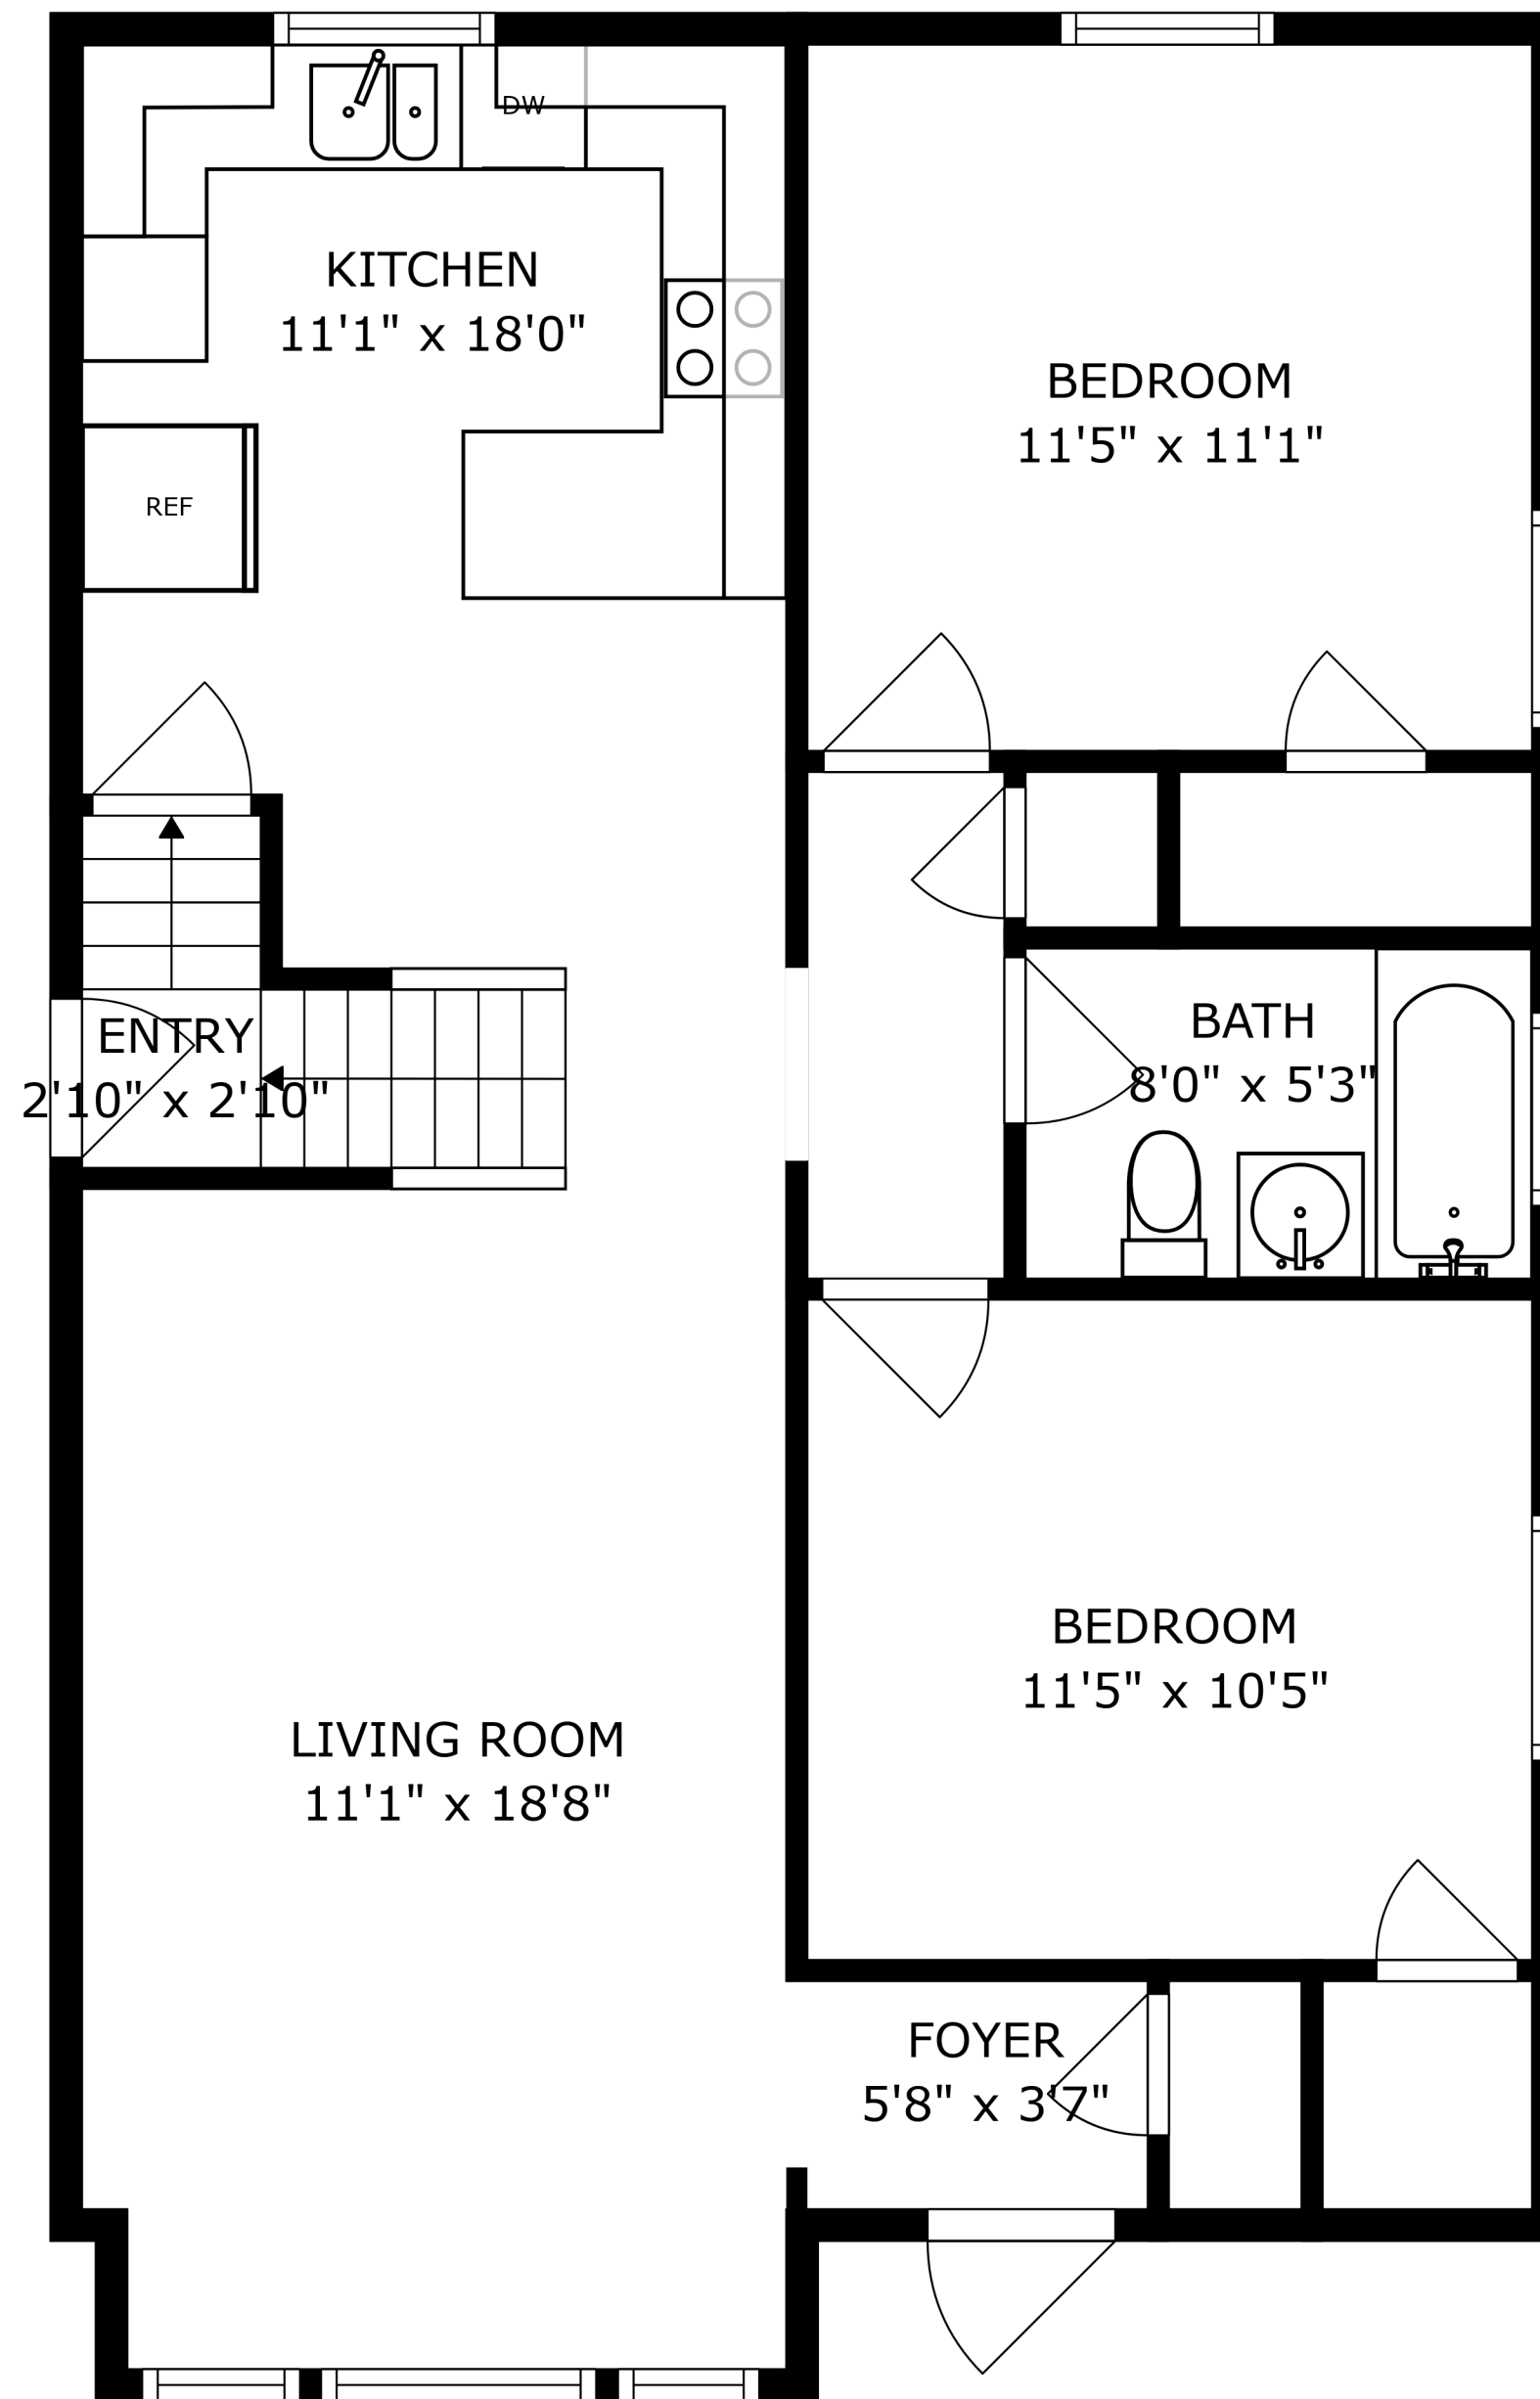 DW
KITCHEN
11'1" x 18'0"
BEDROOM
11'5" x 11'1"
REF
ENTRY
2'10" x 2'10"
BATH
8'0" x 5'3"
BEDROOM
11'5" x 10'5"
LIVING ROOM
11'1" x 18'8"
FOYER
5'8" x 3'7"